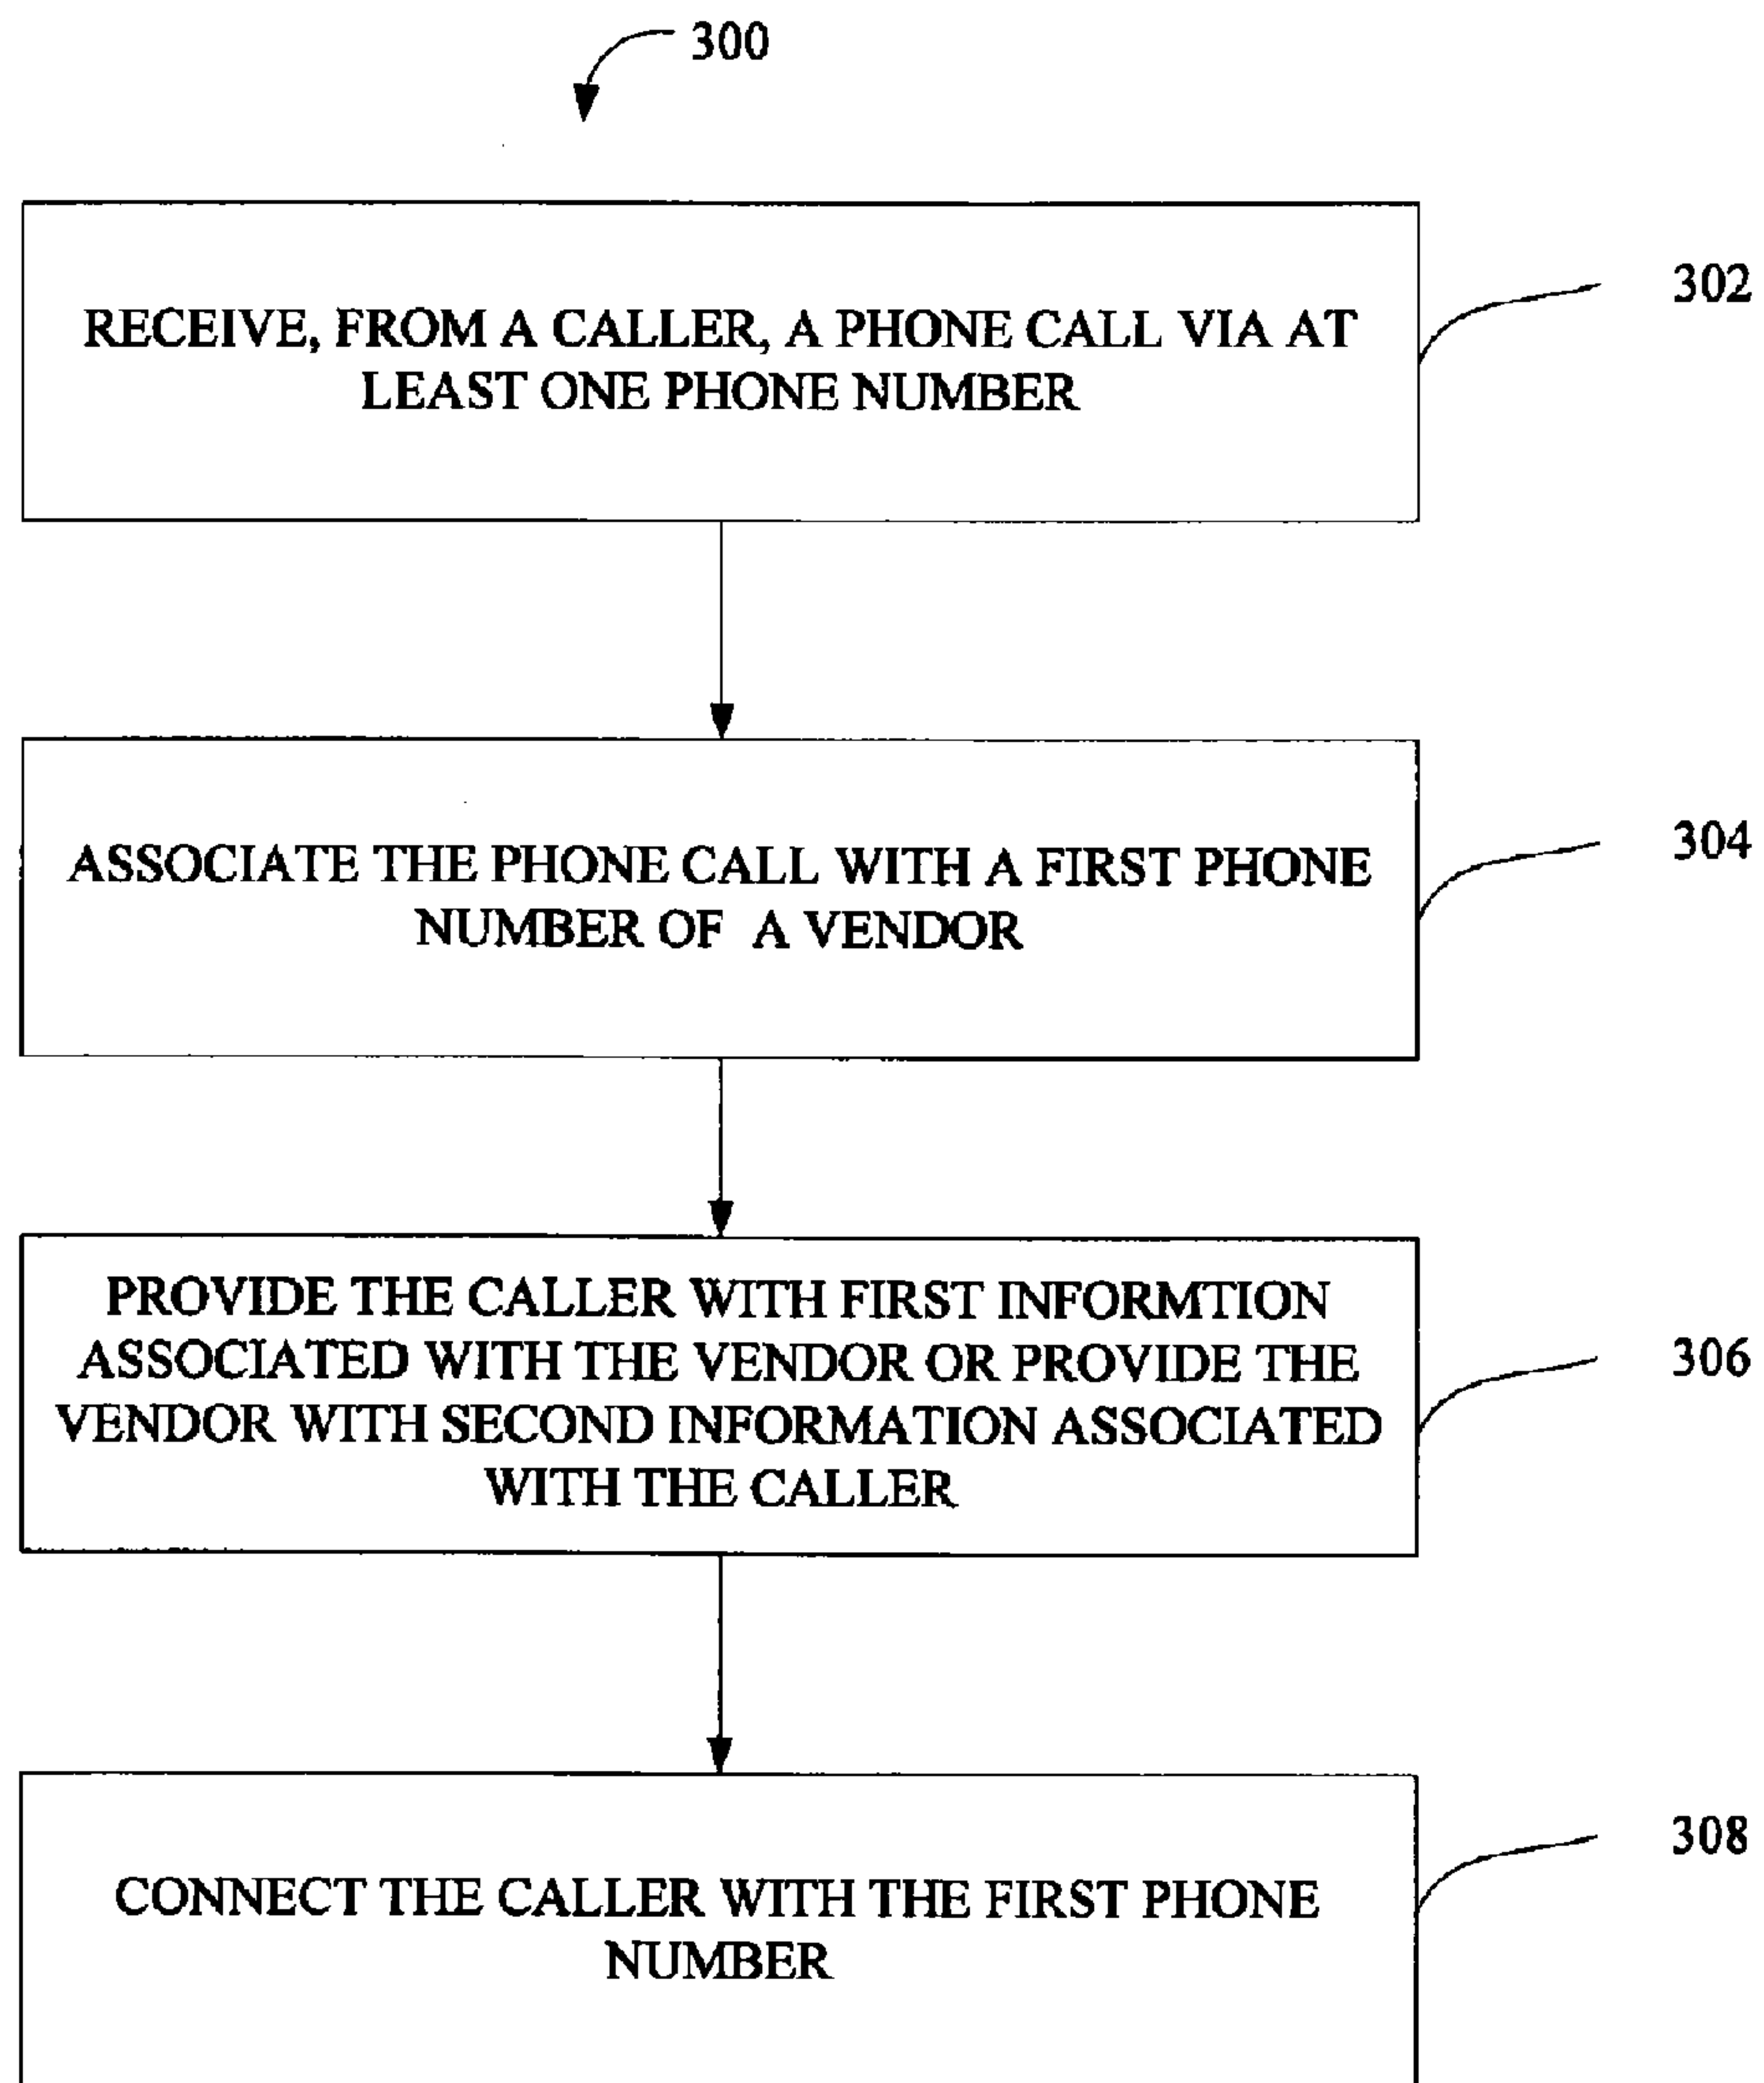 300
RECEIVE, FROM A CALLER, A PHONE CALL VIA AT
LEAST ONE PHONE NUMBER
302
ASSOCIATE THE PHONE CALL WITH A FIRST PHONE
NUMBER OF A VENDOR
304
PROVIDE THE CALLER WITH FIRST INFORMTION
ASSOCIATED WITH THE VENDOR OR PROVIDE THE
VENDOR WITH SECOND INFORMATION ASSOCIATED
WITH THE CALLER
306
CONNECT THE CALLER WITH THE FIRST PHONE
NUMBER
308